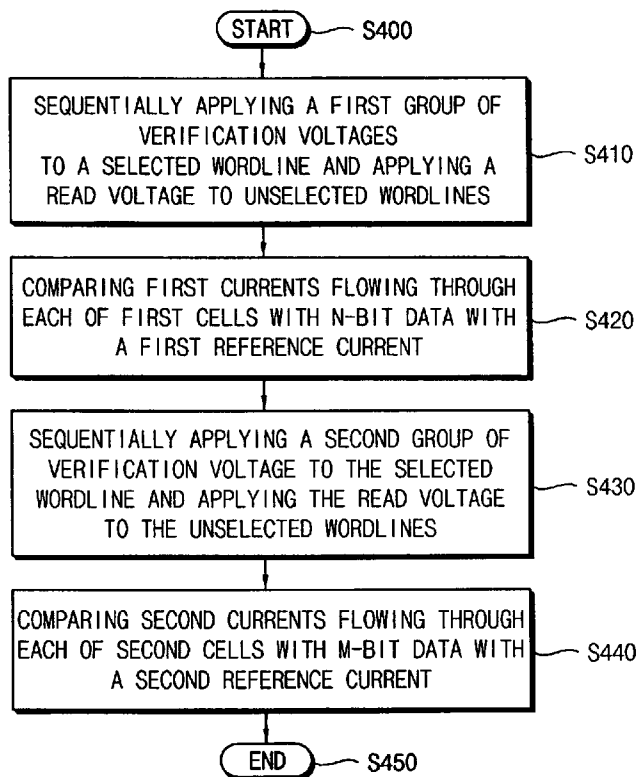 START
S400
SEQUENTIALLY APPLYING A FIRST GROUP OF
VERIFICATION VOLTAGES
TO A SELECTED WORDLINE AND APPLYING A
READ VOLTAGE TO UNSELECTED WORDLINES
S410
COMPARING FIRST CURRENTS FLOWING THROUGH
EACH OF FIRST CELLS WITH N-BIT DATA WITH
A FIRST REFERENCE CURRENT
S420
SEQUENTIALLY APPLYING A SECOND GROUP OF
VERIFICATION VOLTAGE TO THE SELECTED
WORDLINE AND APPLYING THE READ VOLTAGE
TO THE UNSELECTED WORDLINES
S430
COMPARING SECOND CURRENTS FLOWING THROUGH
EACH OF SECOND CELLS WITH M-BIT DATA WITH
A SECOND REFERENCE CURRENT
S440
END
S450